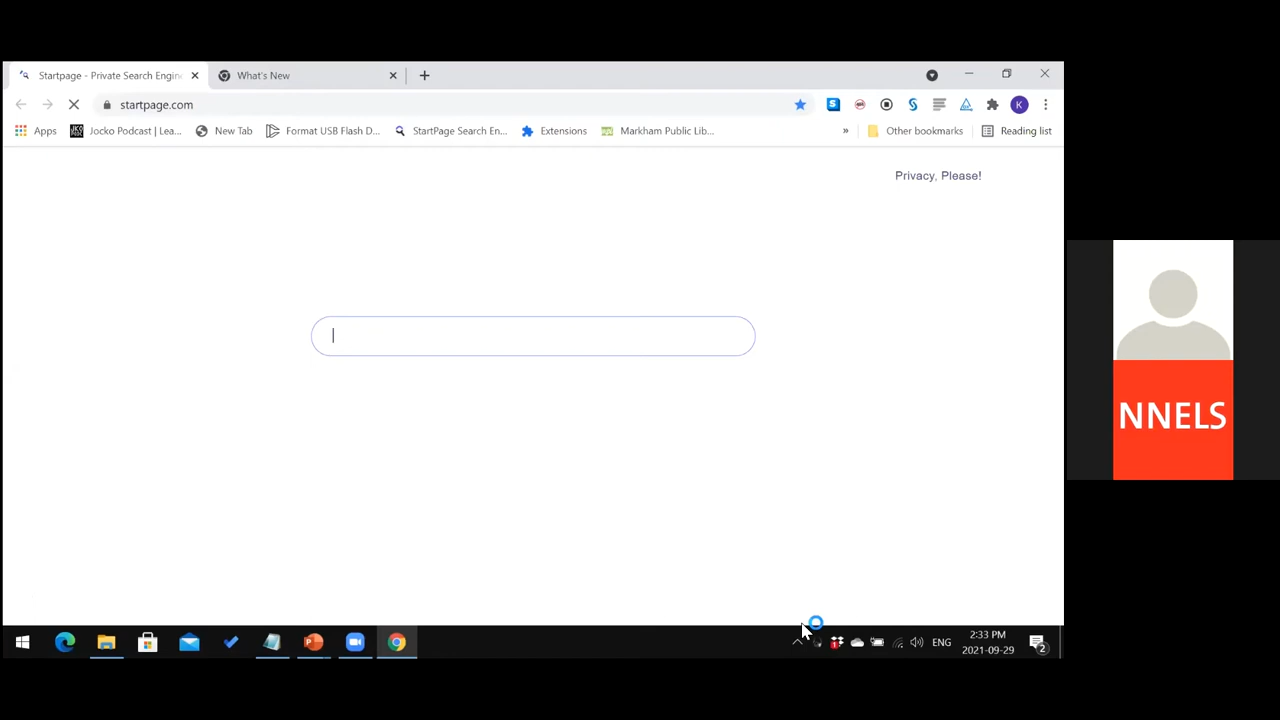 Startpage - Private Search Engin
What's New
startpage.com
K
Apps
Jocko Podcast | Lea...
New Tab
Format USB Flash D...
StartPage Search En...
Extensions
Markham Public Lib...
»
Other bookmarks
Reading list
Privacy, Please!
NNELS
ENG
2:33 PM
2021-09-29
2